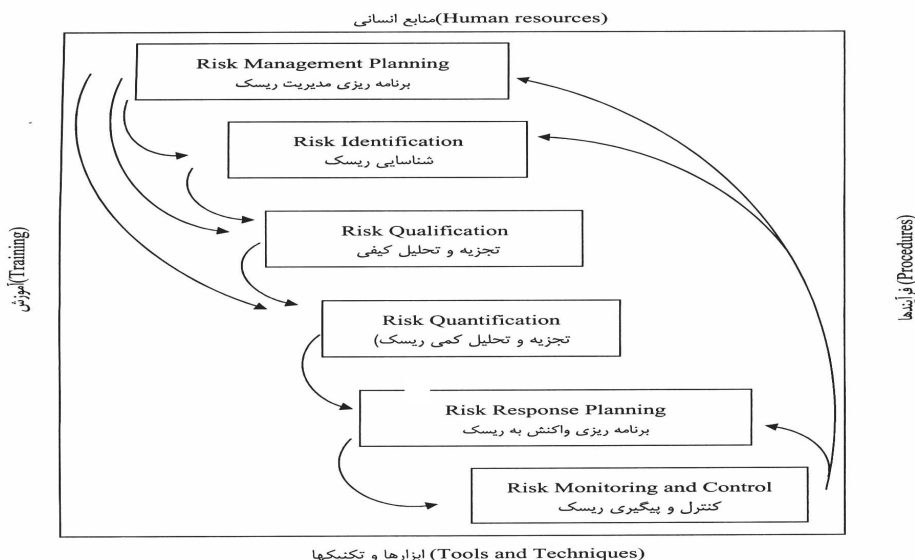 منابع انسانی(Human resources)
Risk Management Planning
برنامه ریزی مدیریت ریسک
Risk Identification
شناسایی ریسک
Risk Qualification
تجزیه و تحلیل کیفی
Risk Quantification
تجزیه و تحلیل کمی ریسک)
Risk Response Planning
برنامه ریزی واکنش به ریسک
Risk Monitoring and Control
کنترل و پیگیری ریسک
آموزش(Training)
فرآیندها (Procedures)
ابزارها و تکنیکها (Tools and Techniques)